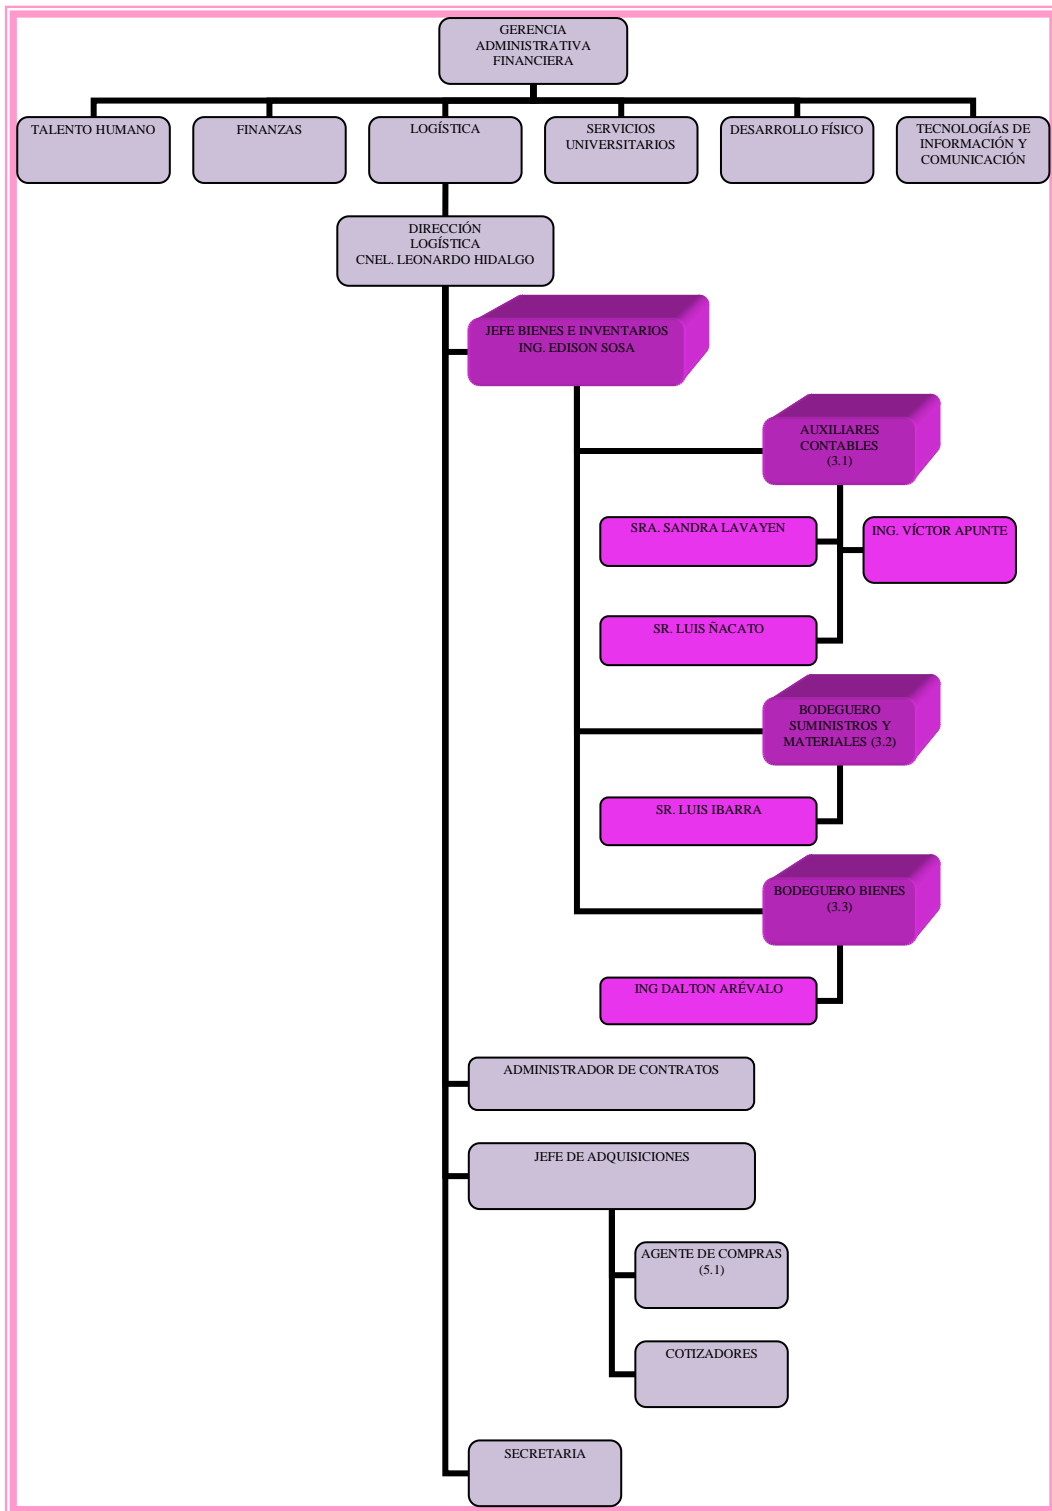 GERENCIA
ADMINISTRATIVA
FINANCIERA
TALENTO HUMANO
FINANZAS
LOGÍSTICA
SERVICIOS
UNIVERSITARIOS
DESARROLLO FÍSICO
TECNOLOGÍAS DE
INFORMACIÓN Y
COMUNICACIÓN
DIRECCIÓN
LOGÍSTICA
CNEL. LEONARDO HIDALGO
JEFE BIENES E INVENTARIOS
ING. EDISON SOSA
AUXILIARES
CONTABLES
(3.1)
SRA. SANDRA LAVAYEN
ING. VÍCTOR APUNTE
SR. LUIS ÑACATO
BODEGUERO
SUMINISTROS Y
MATERIALES (3.2)
SR. LUIS IBARRA
BODEGUERO BIENES
(3.3)
ING DALTON ARÉVALO
ADMINISTRADOR DE CONTRATOS
JEFE DE ADQUISICIONES
AGENTE DE COMPRAS
(5.1)
COTIZADORES
SECRETARIA